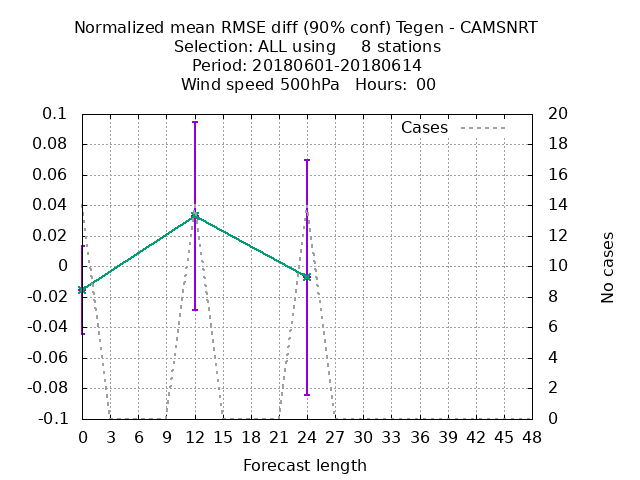 Normalized mean RMSE diff (90% conf) Tegen - CAMSNRT
Selection: ALL using     8 stations
Period: 20180601-20180614
Wind speed 500hPa   Hours:  00
Cases
0.1
0.08
0.06
0.04
0.02
0
-0.02
-0.04
-0.06
-0.08
-0.1
20
18
16
14
12
10
8
6
4
2
0
No cases
0 3 6 9 12 15 18 21 24 27 30 33 36 39 42 45 48
Forecast length